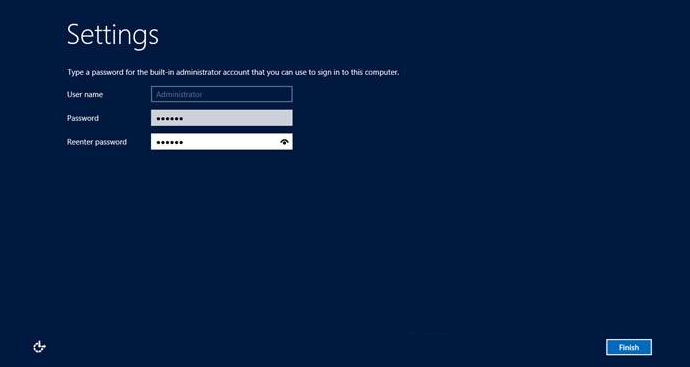 Settings
Type a password for the built-in administrator account that you can use to sign in to this computer.
User name
Administrator
Password
●●●●●●
Reenter password
●●●●●●
Finish